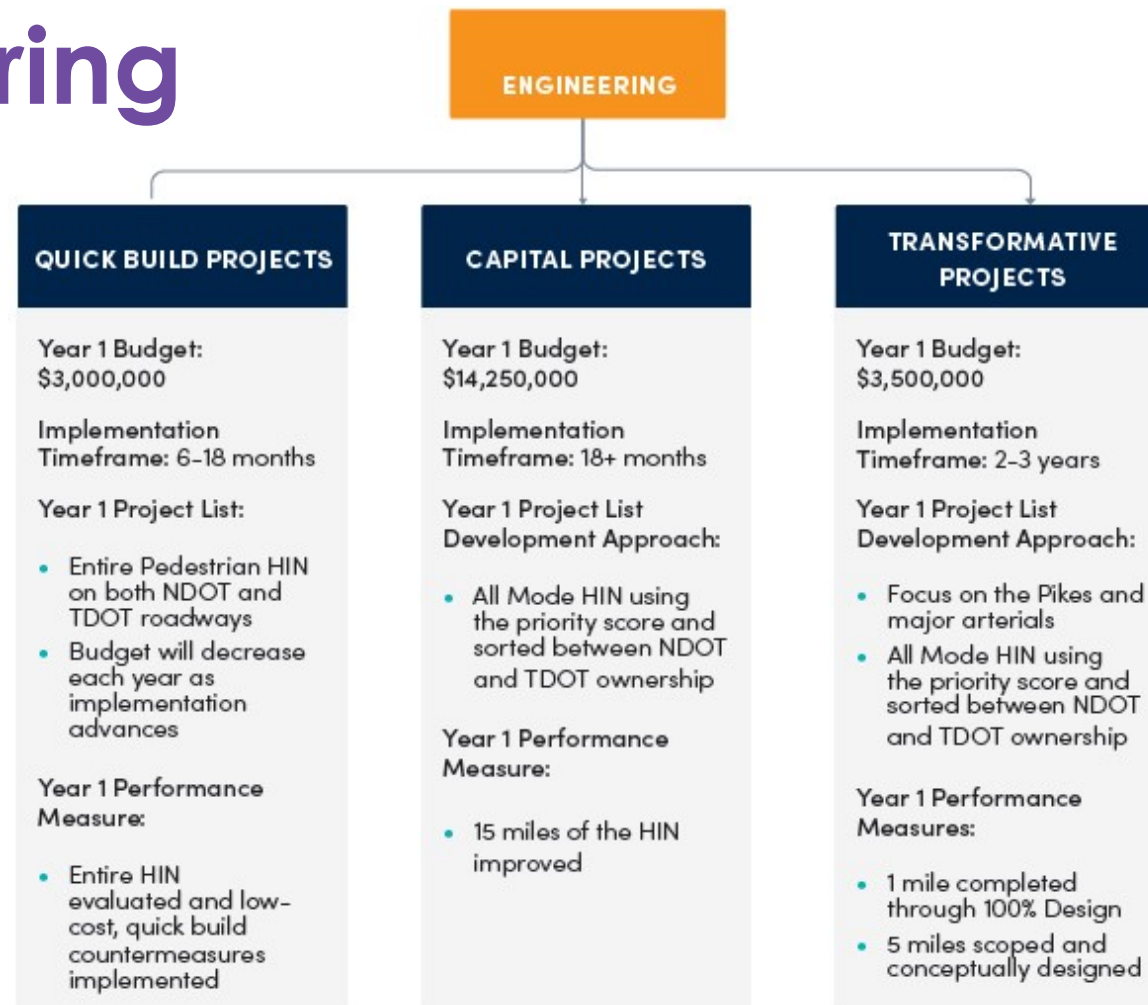 ring
ENGINEERING
QUICK BUILD PROJECTS
Year 1 Budget:
$3,000,000
Implementation
Timeframe: 6-18 months
Year 1 Project List:
• Entire Pedestrian HIN
on both NDOT and
TDOT roadways
• Budget will decrease
each year as
implementation
advances
Year 1 Performance
Measure:
• Entire HIN
evaluated and low-
cost, quick build
countermeasures
implemented
CAPITAL PROJECTS
Year 1 Budget:
$14,250,000
Implementation
Timeframe: 18+ months
Year 1 Project List
Development Approach:
• All Mode HIN using
the priority score and
sorted between NDOT
and TDOT ownership
Year 1 Performance
Measure:
• 15 miles of the HIN
improved
TRANSFORMATIVE
PROJECTS
Year 1 Budget:
$3,500,000
Implementation
Timeframe: 2-3 years
Year 1 Project List
Development Approach:
• Focus on the Pikes and
major arterials
• All Mode HIN using
the priority score and
sorted between NDOT
and TDOT ownership
Year 1 Performance
Measures:
• 1 mile completed
through 100% Design
• 5 miles scoped and
conceptually designed